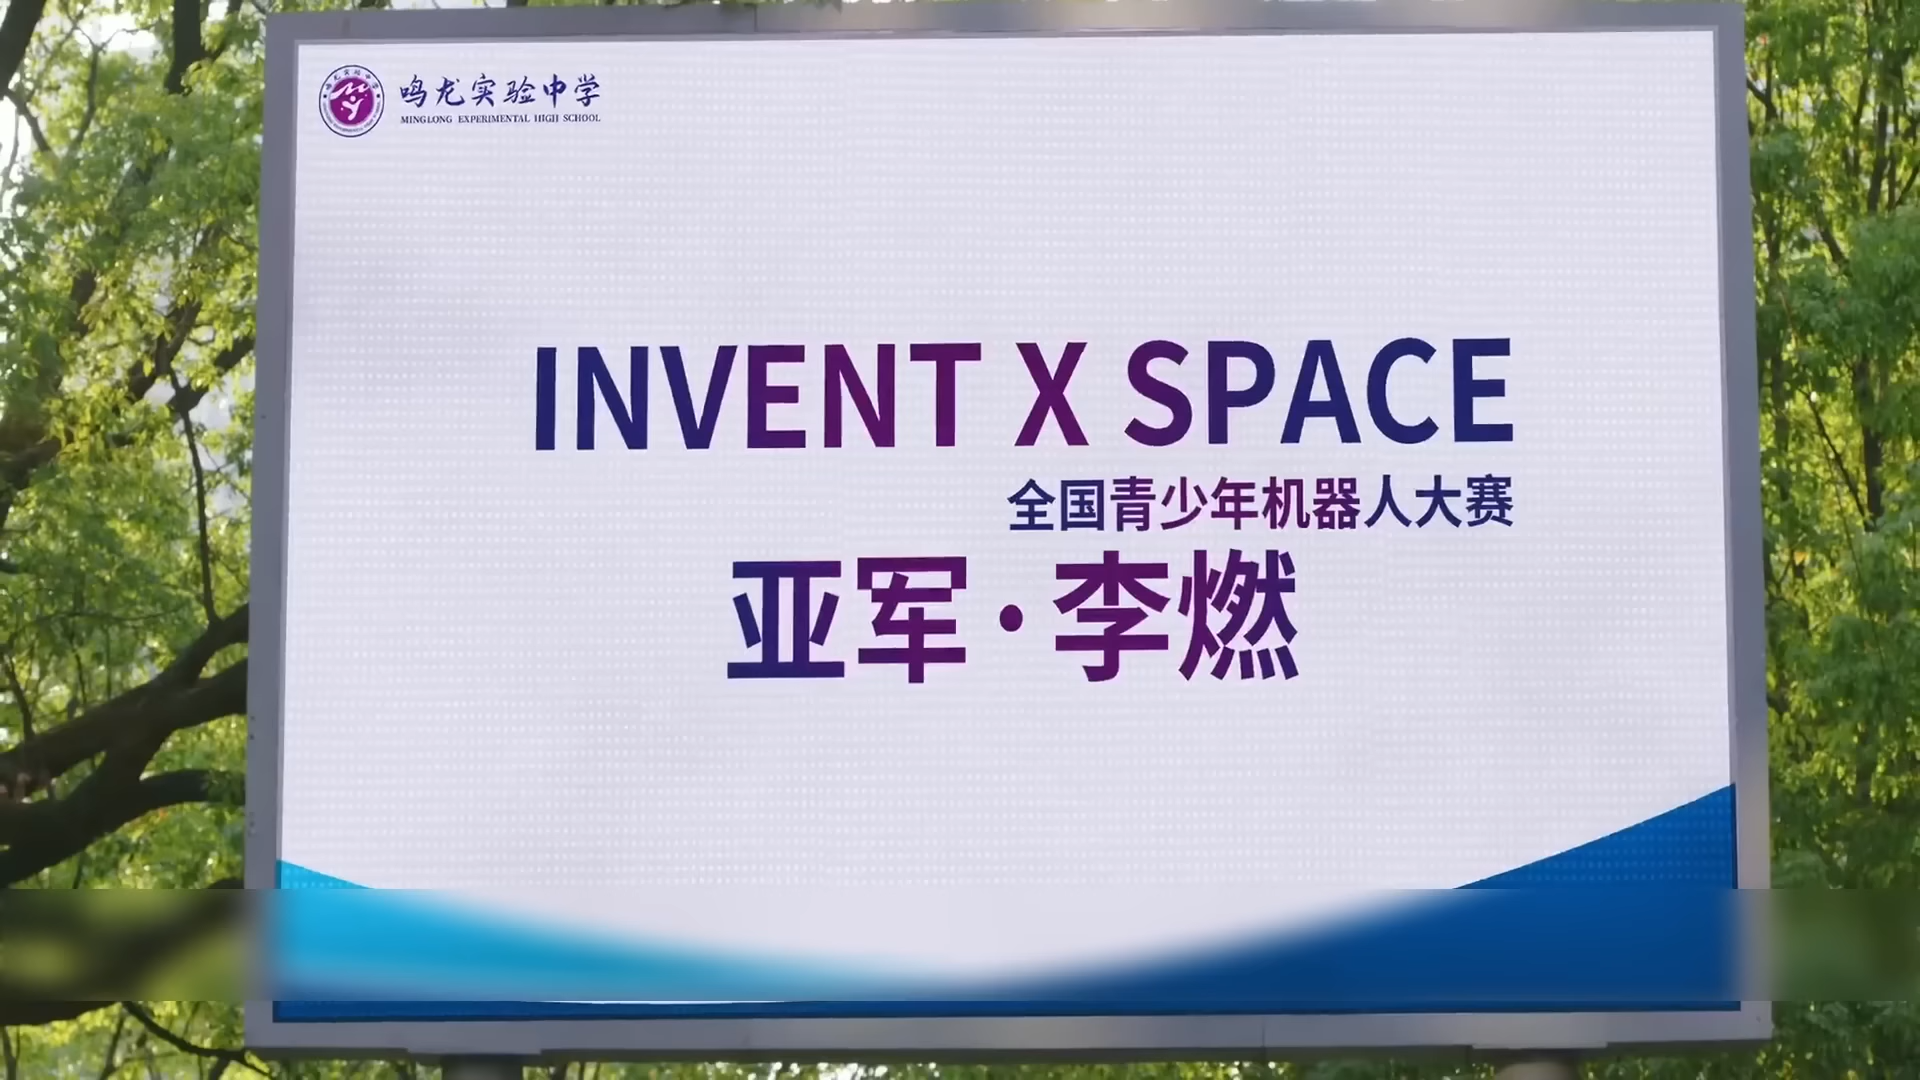 鸣龙实验中学
MINGLONG EXPERIMENTAL HIGH SCHOOL
INVENT X SPACE
全国青少年机器人大赛
亚军·李燃